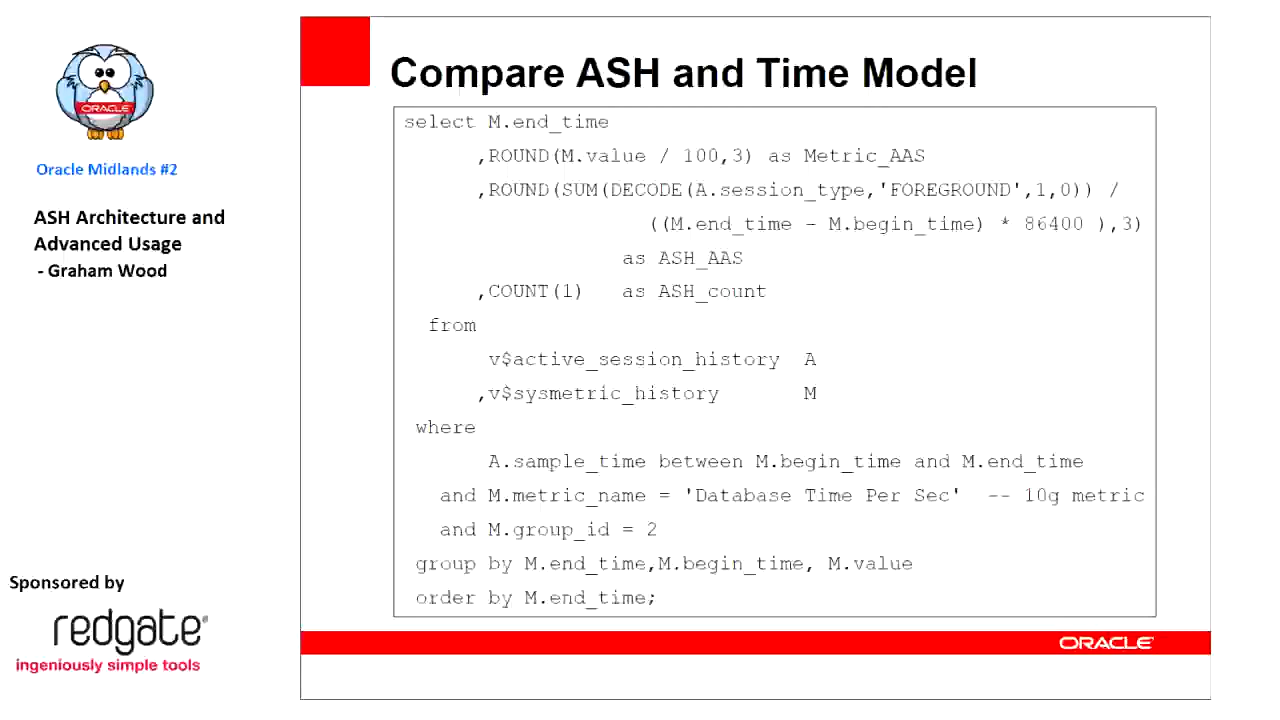 ORACLE
Oracle Midlands #2
ASH Architecture and
Advanced Usage
- Graham Wood
Sponsored by
redgate
ingeniously simple tools
Compare ASH and Time Model
select M.end_time
,ROUND(M.value / 100,3) as Metric_AAS
,ROUND(SUM(DECODE(A.session_type,'FOREGROUND',1,0)) /
((M.end_time - M.begin_time) * 86400 ),3)
as ASH_AAS
,COUNT(1) as ASH_count
from
v$active_session_history A
,v$sysmetric_history M
where
A.sample_time between M.begin_time and M.end_time
and M.metric_name = 'Database Time Per Sec' -- 10g metric
and M.group_id = 2
group by M.end_time,M.begin_time, M.value
order by M.end_time;
ORACLE